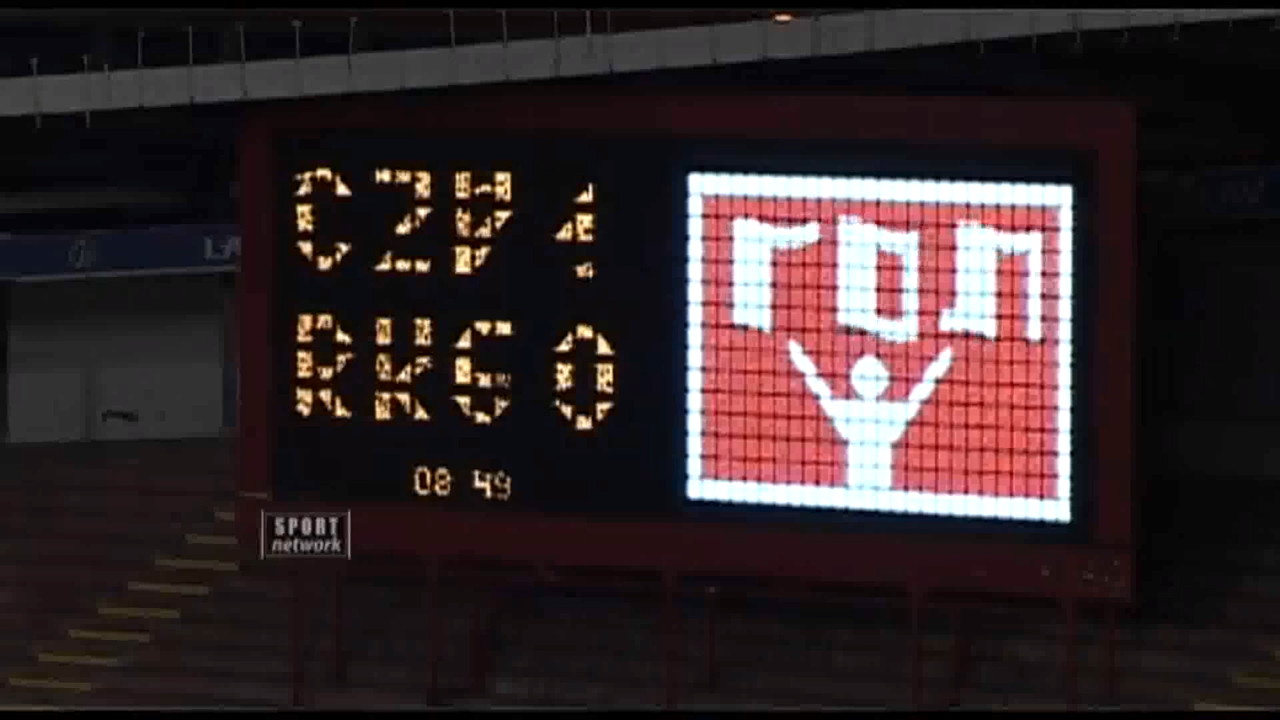 CZV 1
RKG 0
08 49
ГОЛ
SPORT
network